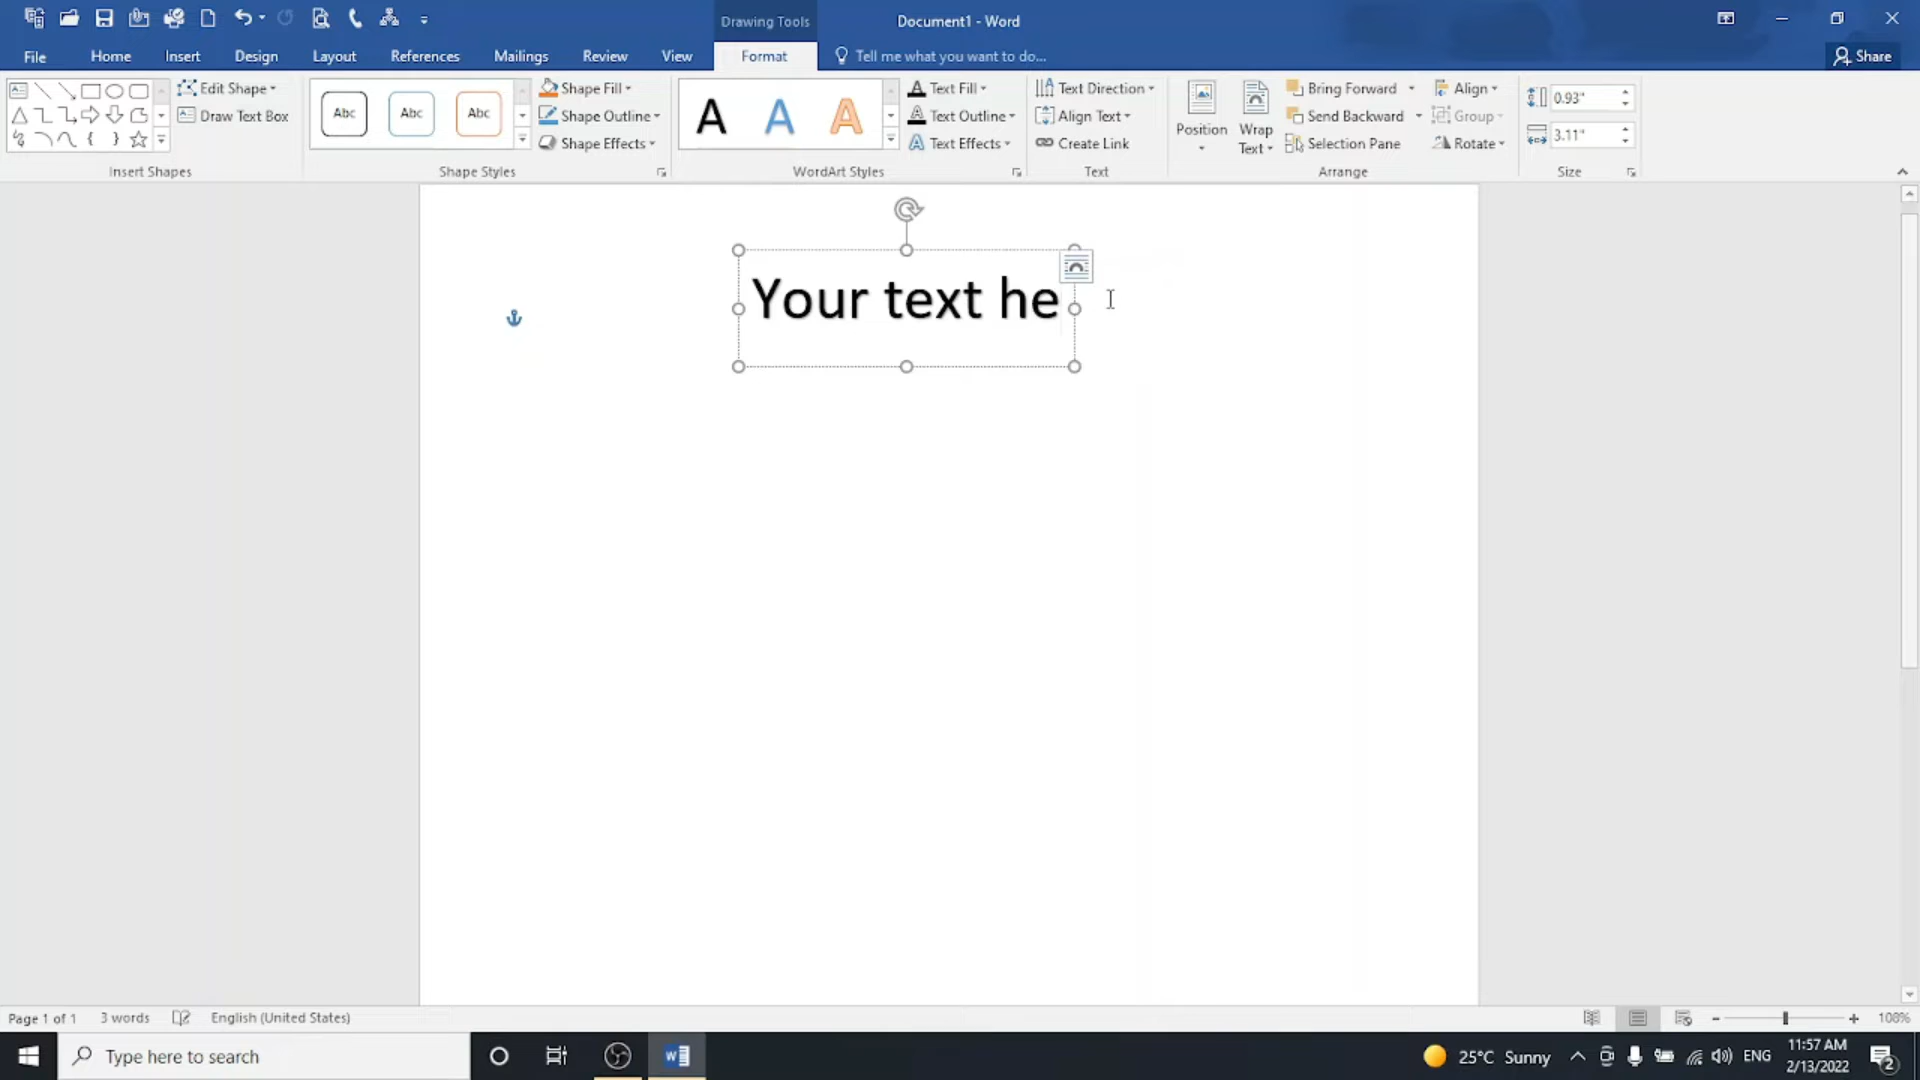 Drawing Tools
Document1 - Word
File Home Insert Design Layout References Mailings Review View Format Tell me what you want to do... Share
Edit Shape
Draw Text Box
Insert Shapes
Abc Abc Abc
Shape Fill
Shape Outline
Shape Effects
Shape Styles
A A A
Text Fill
Text Outline
Text Effects
WordArt Styles
Text Direction
Align Text
Create Link
Text
Position
Wrap Text
Bring Forward
Send Backward
Selection Pane
Align
Group
Rotate
Arrange
0.93"
3.11"
Size
Your text he
Page 1 of 1 3 words English (United States) 108%
Type here to search
25°C Sunny
ENG
11:57 AM
2/13/2022
2